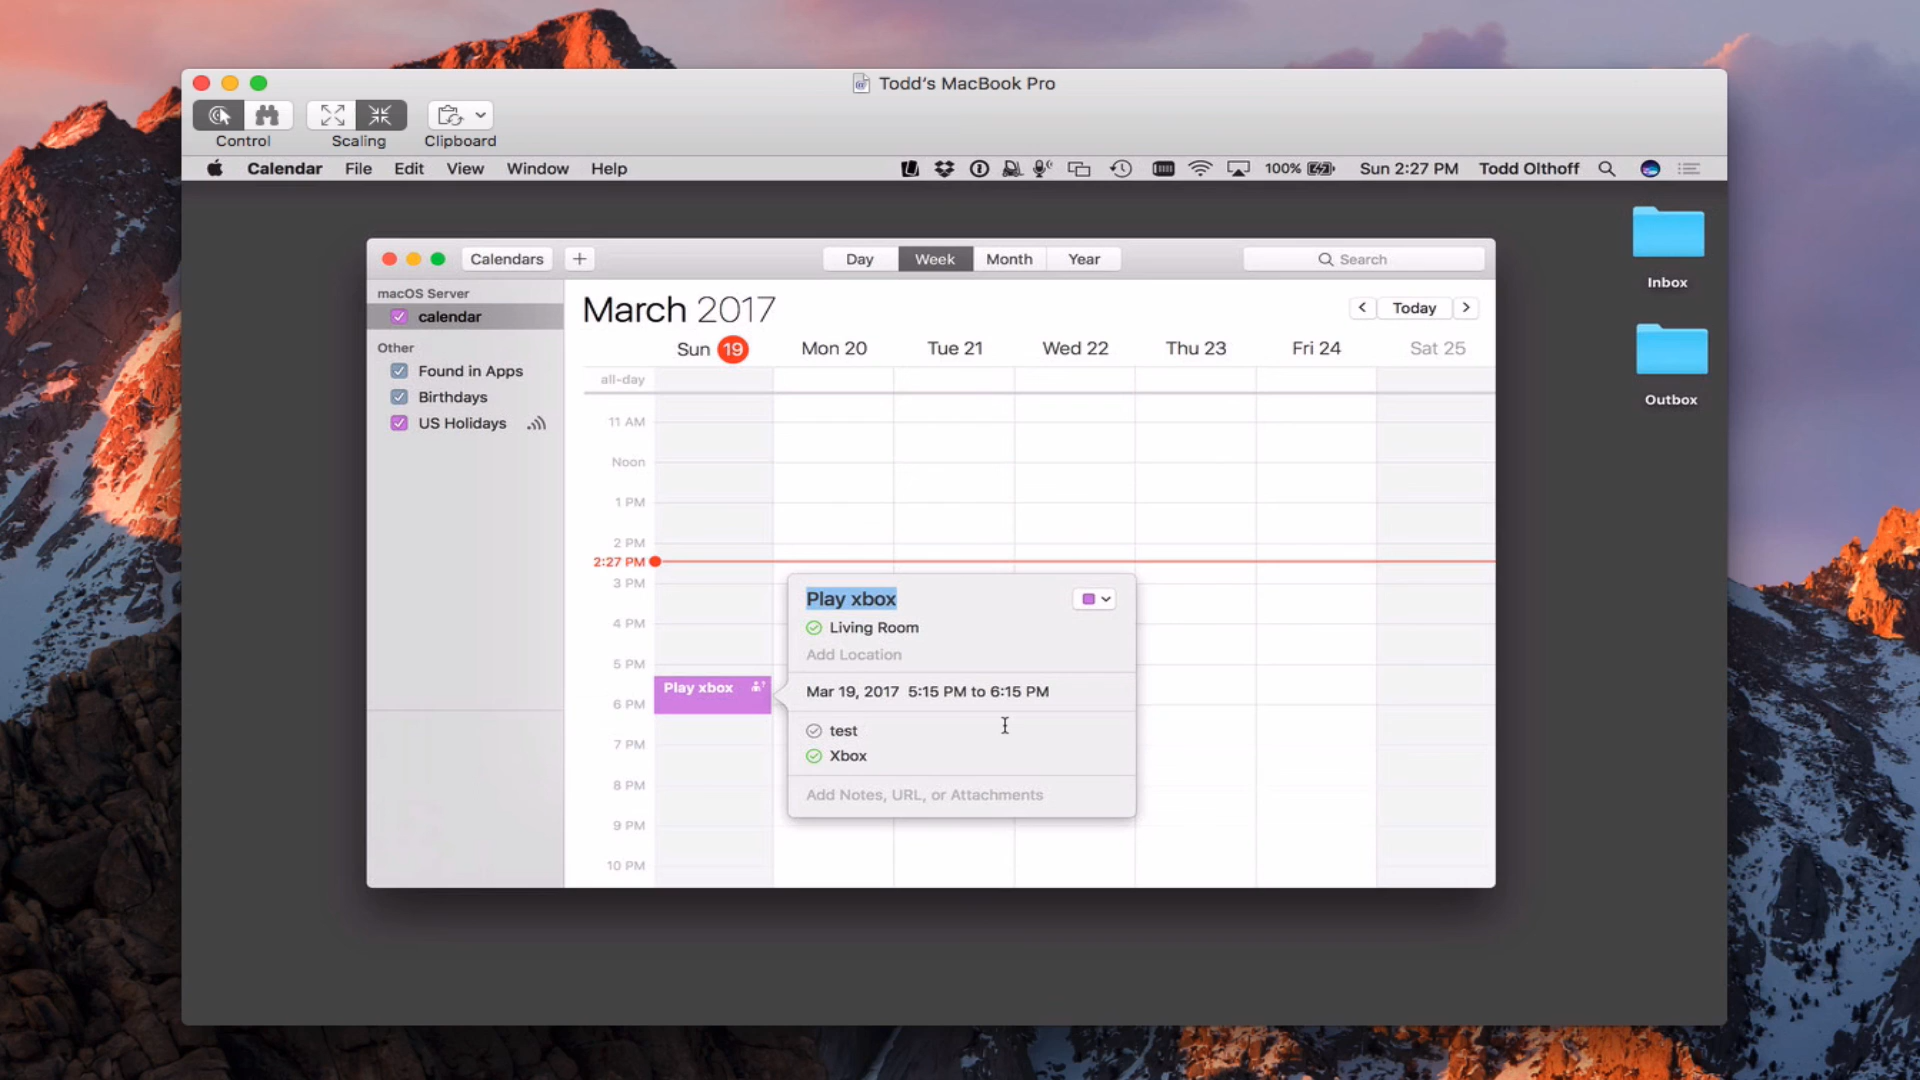 Todd's MacBook Pro
Control Scaling Clipboard
Calendar File Edit View Window Help 100% Sun 2:27 PM Todd Olthoff
Calendars + Day Week Month Year Search
Inbox
Outbox
macOS Server
calendar
Other
Found in Apps
Birthdays
US Holidays
March 2017
Today
Sun 19 Mon 20 Tue 21 Wed 22 Thu 23 Fri 24 Sat 25
all-day
11 AM
Noon
1 PM
2 PM
2:27 PM
3 PM
4 PM
5 PM
6 PM
7 PM
8 PM
9 PM
10 PM
Play xbox
Play xbox
Living Room
Add Location
Mar 19, 2017 5:15 PM to 6:15 PM
test
Xbox
Add Notes, URL, or Attachments